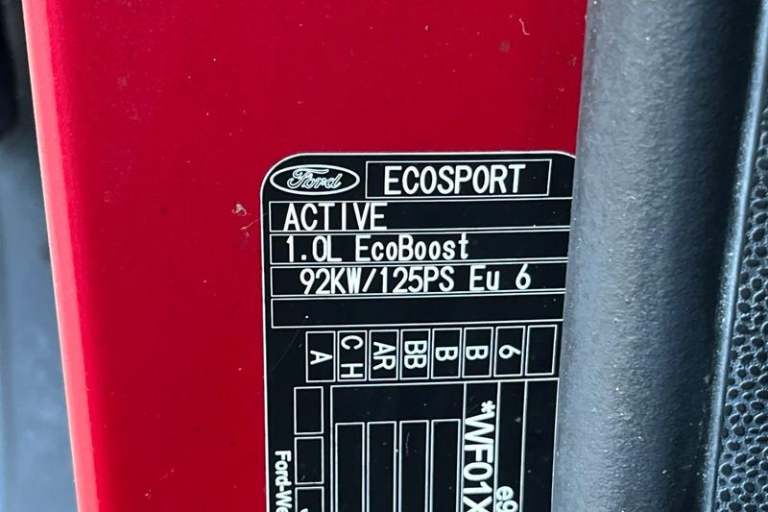 Ford ECOSPORT
ACTIVE
1.0L EcoBoost
92KW/125PS Eu 6
A CH AR BB B B 6
*WF01X
e9
Ford-We